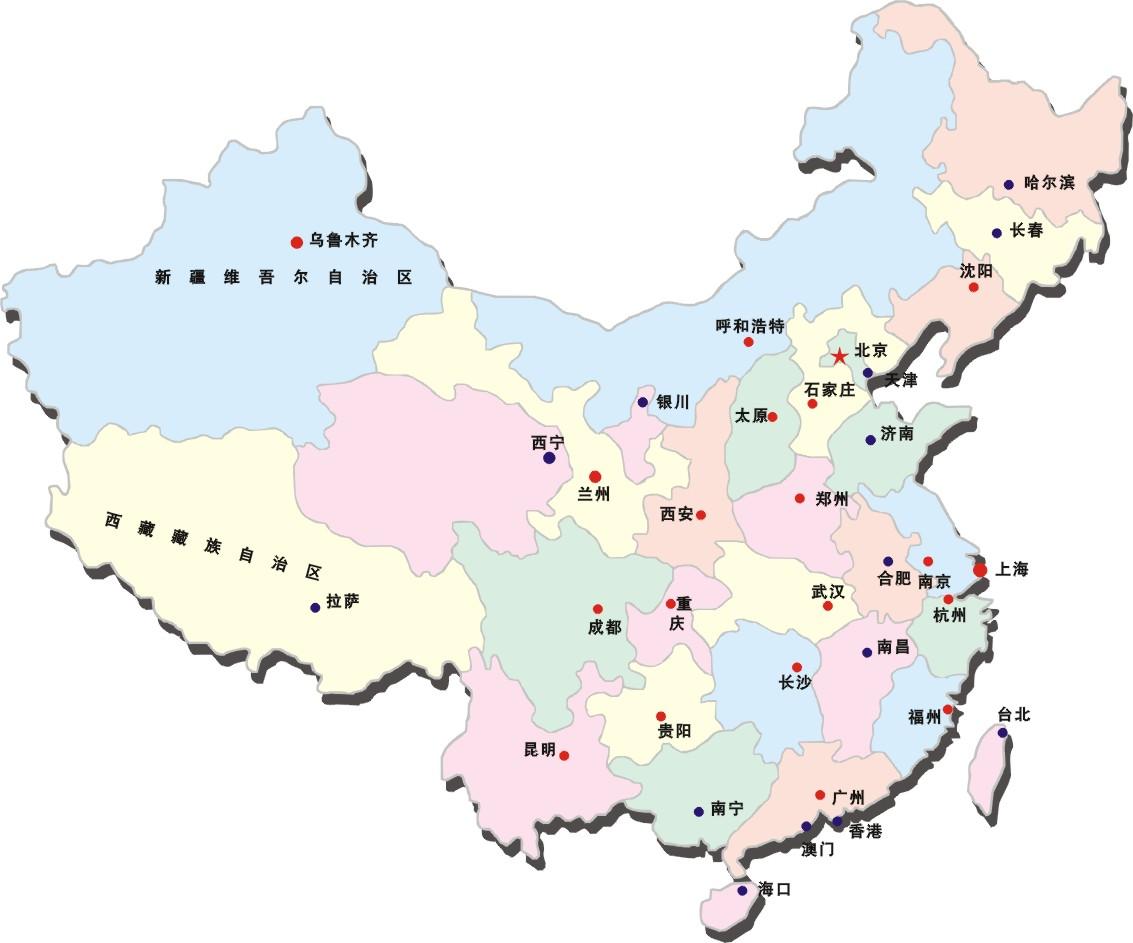 哈尔滨
长春
乌鲁木齐
新疆维吾尔自治区
沈阳
呼和浩特
北京
天津
石家庄
银川
太原
济南
西宁
兰州
郑州
西安
西藏藏族自治区
上海
合肥
南京
武汉
拉萨
重庆
杭州
成都
南昌
长沙
福州
台北
贵阳
昆明
广州
南宁
香港
澳门
海口